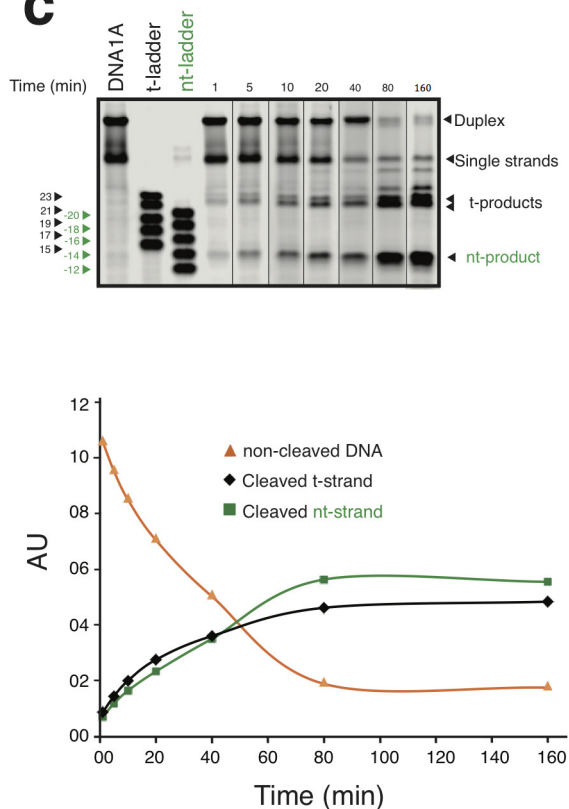 c
DNA1A
t-ladder
nt-ladder
Time (min) 1 5 10 20 40 80 160
Duplex
Single strands
23
21
-20
19
-18
17
-16
15
-14
-12
t-products
nt-product
12
10
08
06
04
02
00
AU
non-cleaved DNA
Cleaved t-strand
Cleaved nt-strand
00 20 40 60 80 100 120 140 160
Time (min)